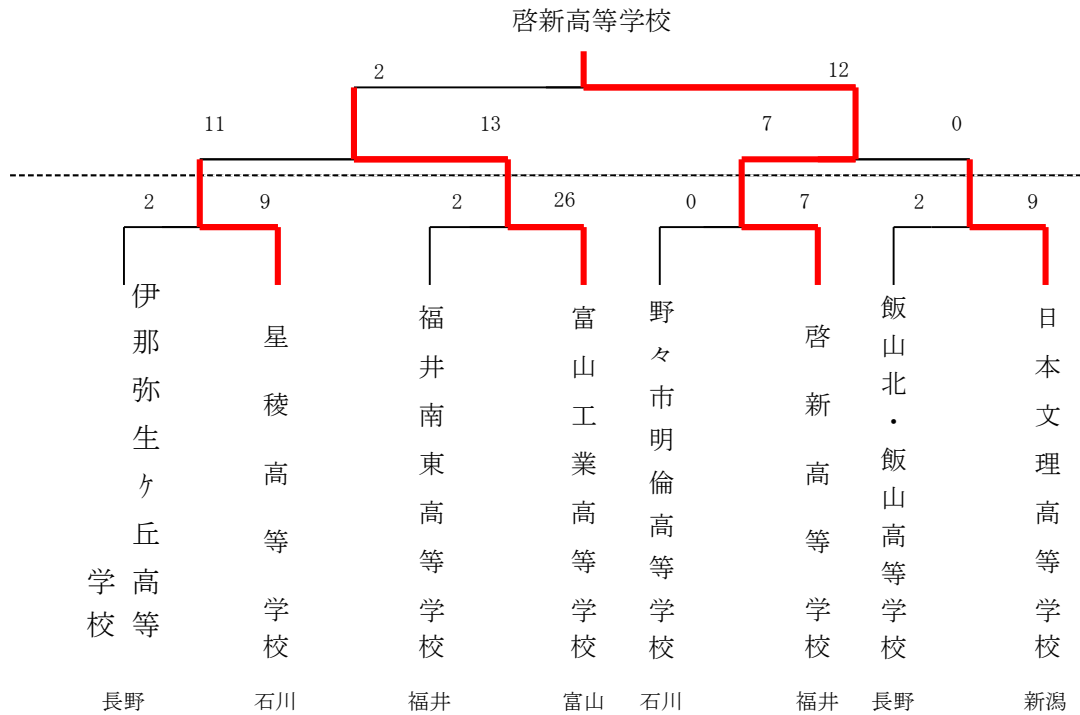 啓新高等学校
2
12
11
13
7
0
2
9
2
26
0
7
2
9
伊那弥生ケ丘高等学校
星稜高等学校
福井南東高等学校
富山工業高等学校
野々市明倫高等学校
啓新高等学校
飯山北・飯山高等学校
日本文理高等学校
長野
石川
福井
富山
石川
福井
長野
新潟